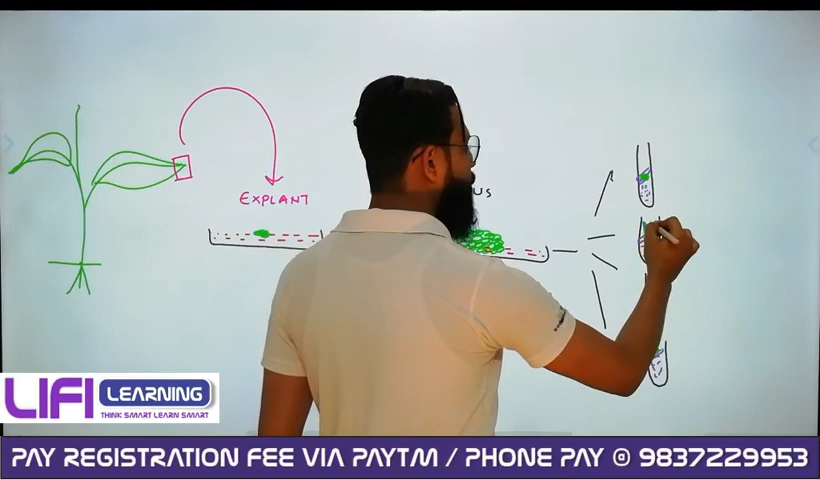 EXPLANT
US
LIFI LEARNING
THINK SMART LEARN SMART
PAY REGISTRATION FEE VIA PAYTM / PHONE PAY @ 9837229953